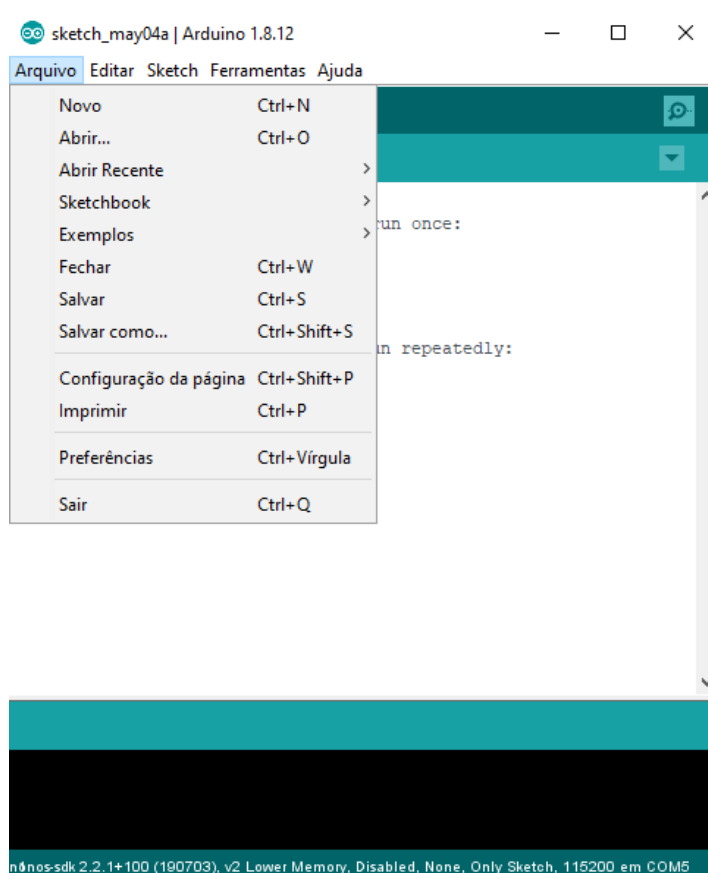 sketch_may04a | Arduino 1.8.12
Arquivo Editar Sketch Ferramentas Ajuda
Novo Ctrl+N
Abrir... Ctrl+O
Abrir Recente
Sketchbook
Exemplos
run once:
Fechar Ctrl+W
Salvar Ctrl+S
Salvar como... Ctrl+Shift+S
un repeatedly:
Configuração da página Ctrl+Shift+P
Imprimir Ctrl+P
Preferências Ctrl+Vírgula
Sair Ctrl+Q
2.2.1+100 (190703), v2 Lower Memory, Disabled, None, Only Sketch, 115200 em COM5